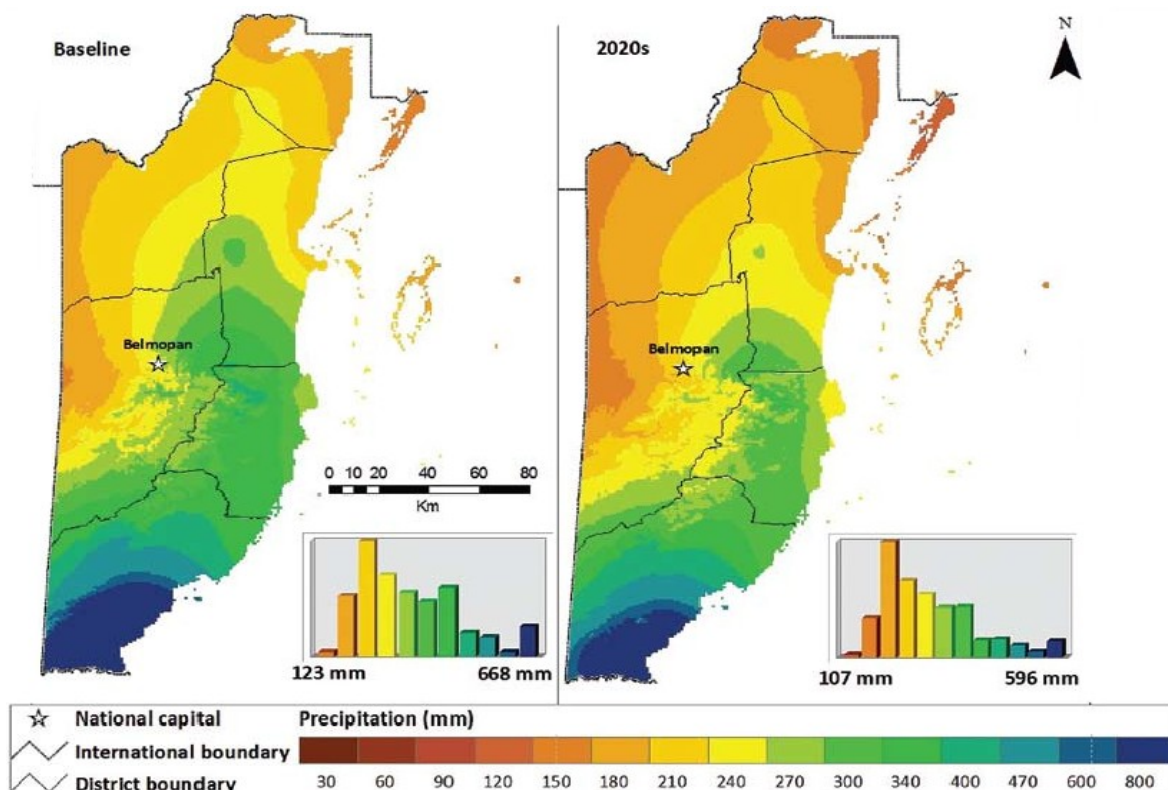 Baseline
2020s
N
Belmopan
Belmopan
0 10 20 40 60 80
Km
123 mm 668 mm
107 mm 596 mm
National capital
International boundary
District boundary
Precipitation (mm)
30 60 90 120 150 180 210 240 270 300 340 400 470 600 800